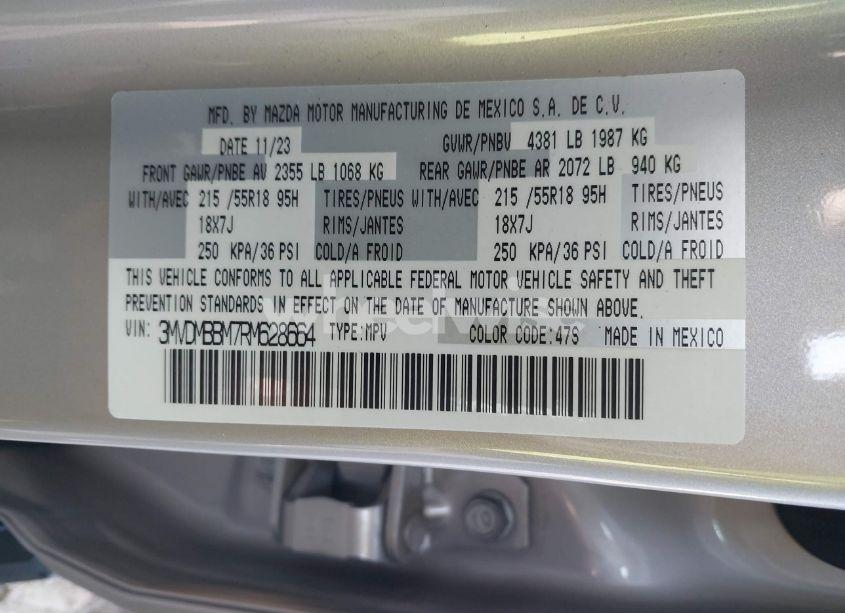 MFD. BY MAZDA MOTOR MANUFACTURING DE MEXICO S.A. DE C.V.
DATE 11/23 GVWR/PNBV 4381 LB 1987 KG
FRONT GAWR/PNBE AV 2355 LB 1068 KG REAR GAWR/PNBE AR 2072 LB 940 KG
WITH/AVEC 215 /55R18 95H TIRES/PNEUS WITH/AVEC 215 /55R18 95H TIRES/PNEUS
18X7J RIMS/JANTES 18X7J RIMS/JANTES
250 KPA/36 PSI COLD/A FROID 250 KPA/36 PSI COLD/A FROID
THIS VEHICLE CONFORMS TO ALL APPLICABLE FEDERAL MOTOR VEHICLE SAFETY AND THEFT
PREVENTION STANDARDS IN EFFECT ON THE DATE OF MANUFACTURE SHOWN ABOVE.
VIN: 3MVDMBBM7RM628664 TYPE:MPV COLOR CODE:47S MADE IN MEXICO